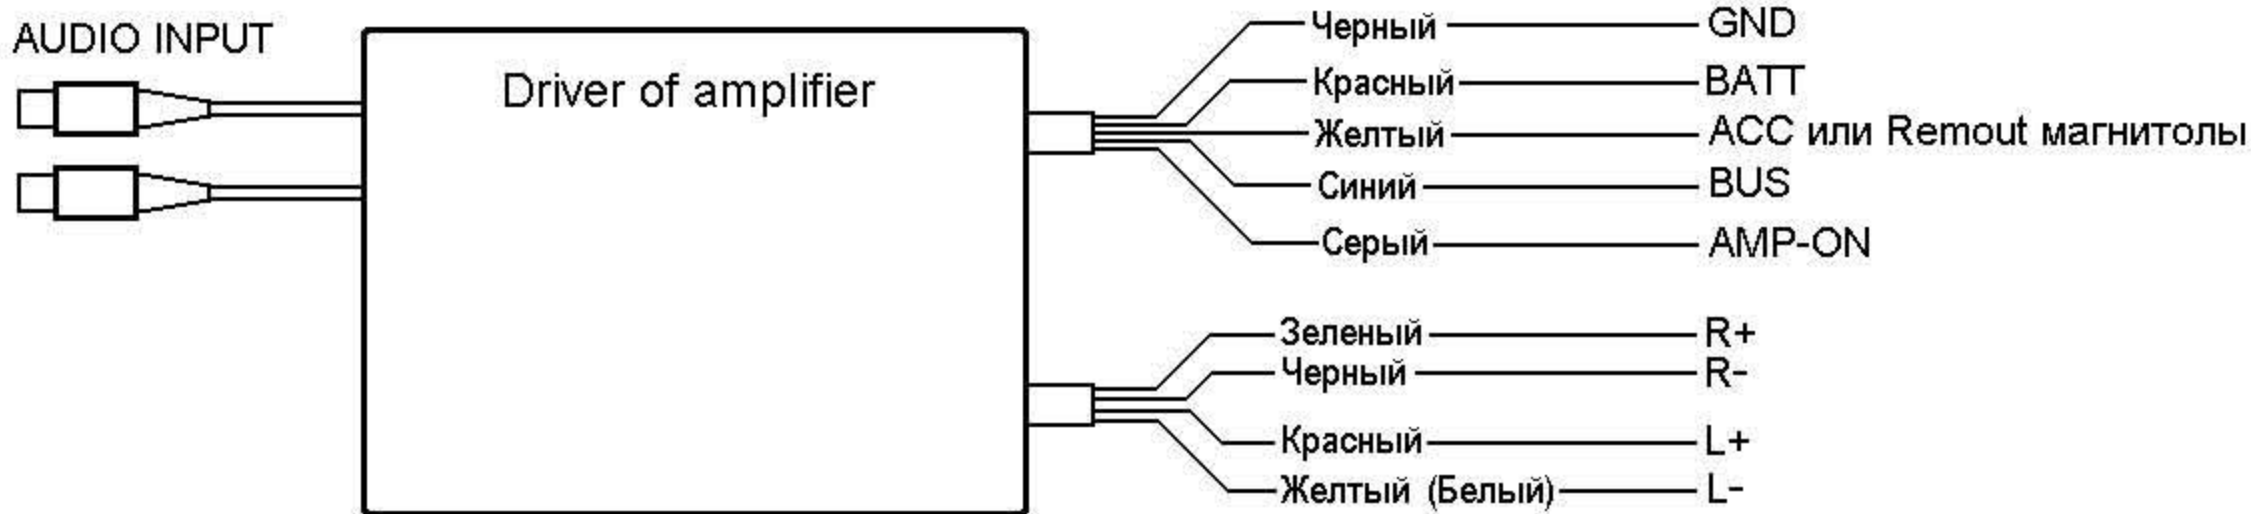 AUDIO INPUT
Driver of amplifier
Черный GND
Красный BATT
Желтый ACC или Remout магнитолы
Синий BUS
Серый AMP-ON
Зеленый R+
Черный R-
Красный L+
Желтый (Белый) L-